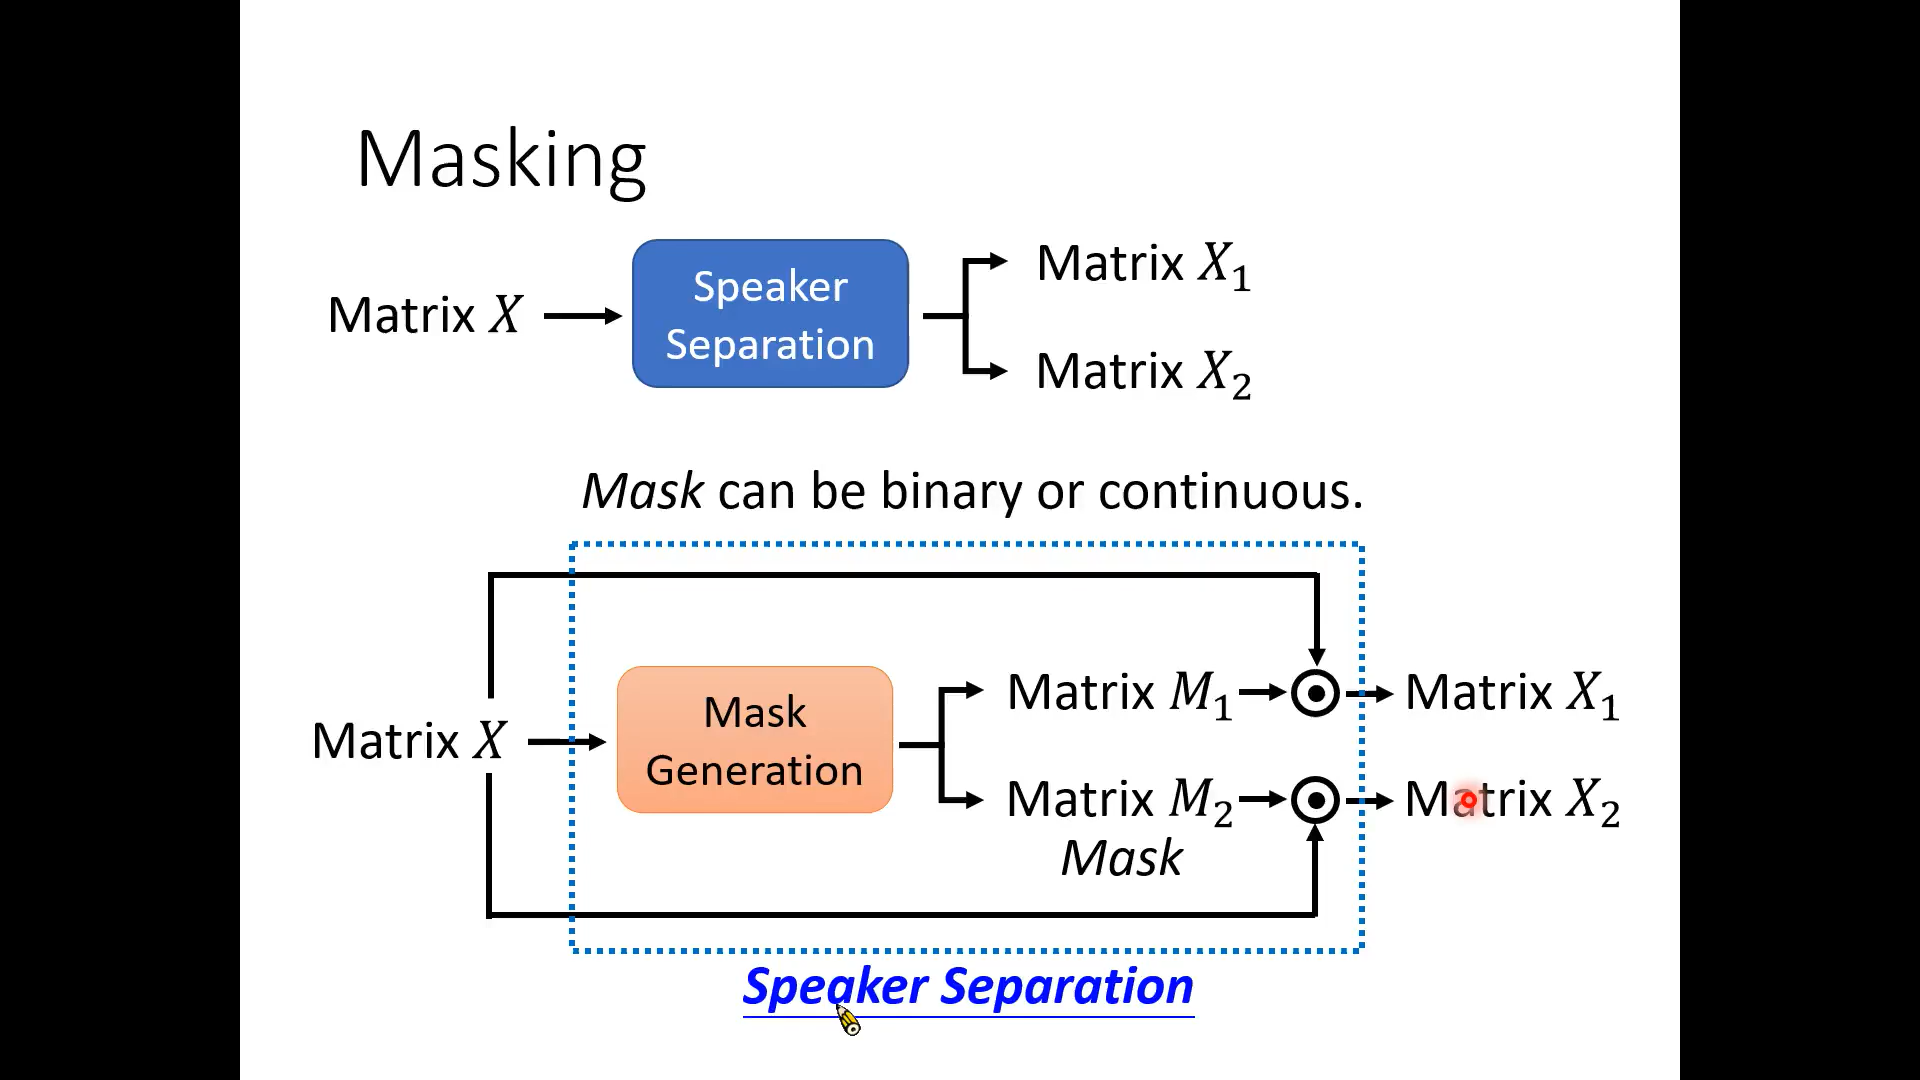 Masking
Matrix X
Speaker
Separation
Matrix X₁
Matrix X₂
Mask can be binary or continuous.
Matrix X
Mask
Generation
Matrix M₁
Matrix M₂
Mask
Matrix X₁
Matrix X₂
Speaker Separation